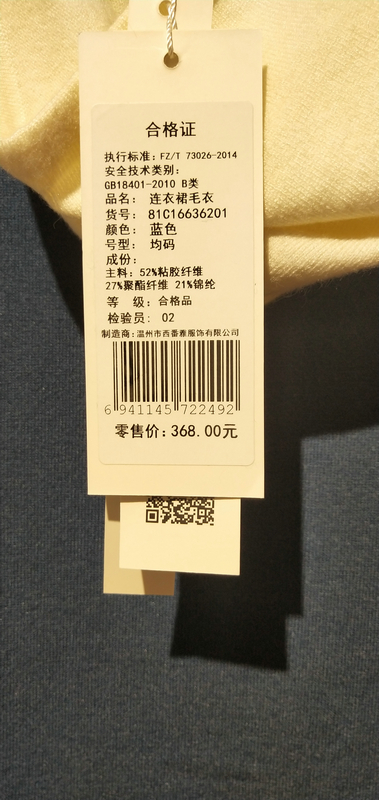 合格证
执行标准: FZ/T 73026-2014
安全技术类别:
GB18401-2010 B类
品名: 连衣裙毛衣
货号: 81C16636201
颜色: 蓝色
号型: 均码
成份:
主料: 52%粘胶纤维
27%聚酯纤维 21%锦纶
等 级: 合格品
检验员: 02
制造商: 温州市西番雅服饰有限公司
6 941145 722492
零售价: 368.00元